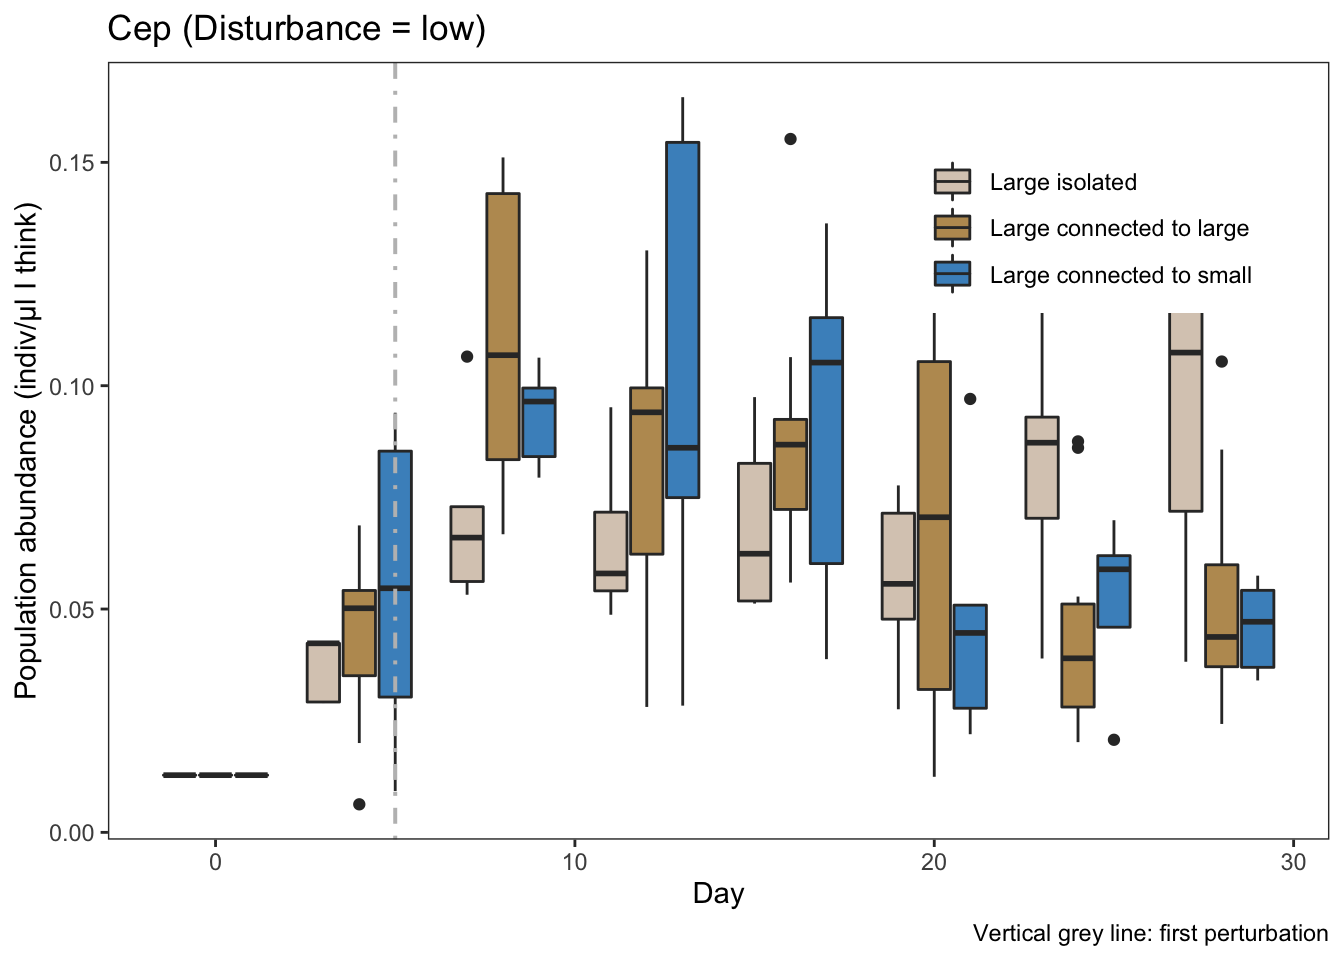 Cep (Disturbance = low)
Population abundance (indiv/µl I think)
0.15
0.10
0.05
0.00
Large isolated
Large connected to large
Large connected to small
0
10
20
30
Day
Vertical grey line: first perturbation